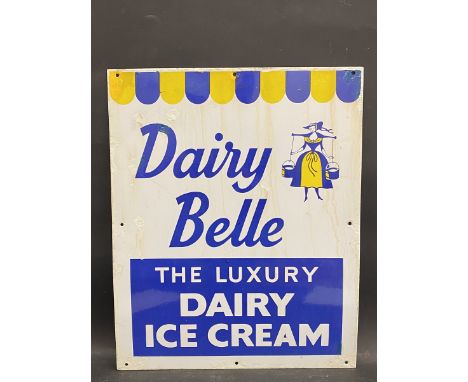 Dairy
Belle
THE LUXURY
DAIRY
ICE CREAM